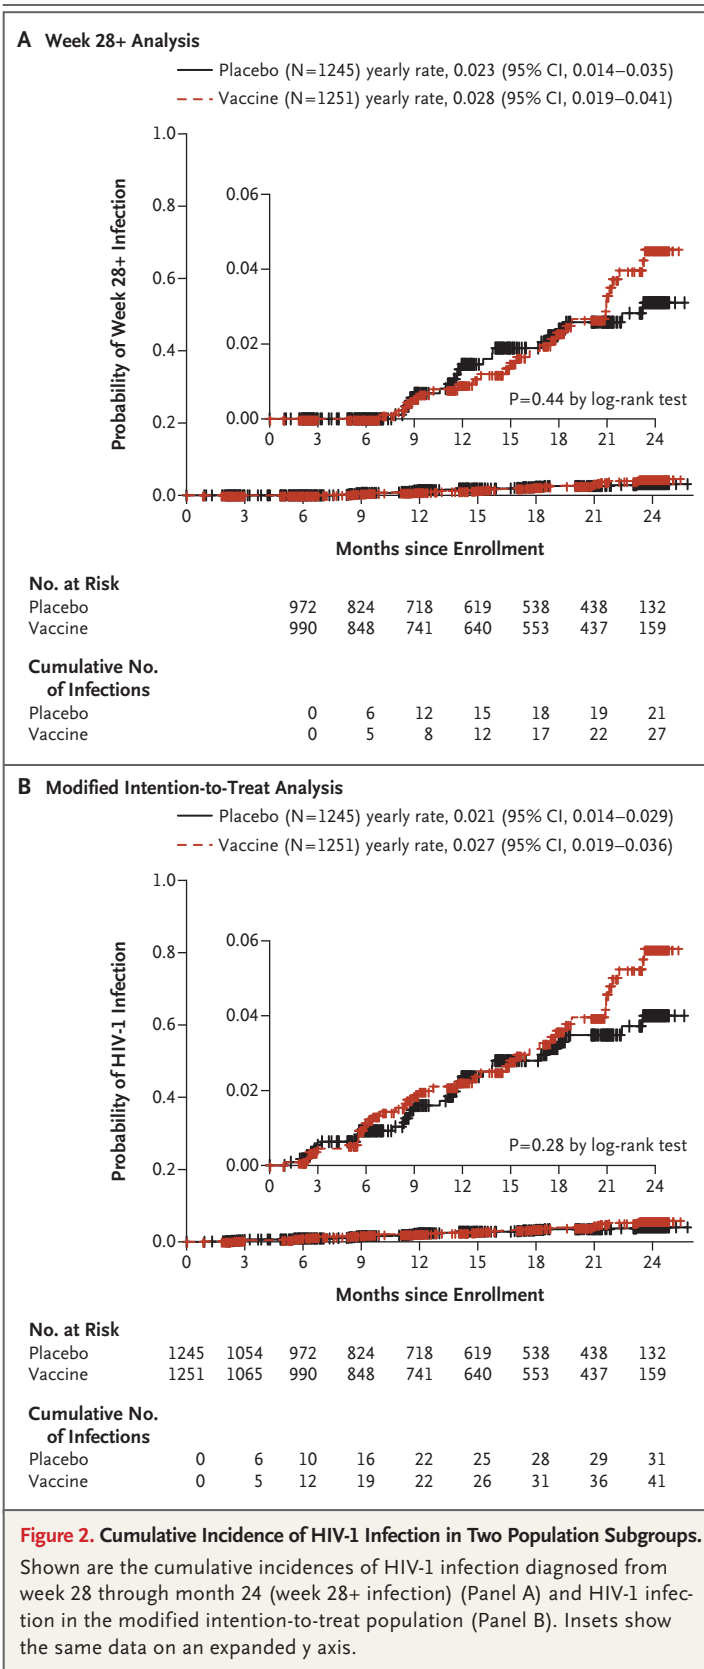 A Week 28+ Analysis
Placebo (N=1245) yearly rate, 0.023 (95% CI, 0.014–0.035)
Vaccine (N=1251) yearly rate, 0.028 (95% CI, 0.019–0.041)
Probability of Week 28+ Infection
1.0
0.8
0.6
0.4
0.2
0.0
0.06
0.04
0.02
0.00
P=0.44 by log-rank test
0 3 6 9 12 15 18 21 24
0 3 6 9 12 15 18 21 24
Months since Enrollment
No. at Risk
Placebo 972 824 718 619 538 438 132
Vaccine 990 848 741 640 553 437 159
Cumulative No.
of Infections
Placebo 0 6 12 15 18 19 21
Vaccine 0 5 8 12 17 22 27
B Modified Intention-to-Treat Analysis
Placebo (N=1245) yearly rate, 0.021 (95% CI, 0.014–0.029)
Vaccine (N=1251) yearly rate, 0.027 (95% CI, 0.019–0.036)
Probability of HIV-1 Infection
1.0
0.8
0.6
0.4
0.2
0.0
0.06
0.04
0.02
0.00
P=0.28 by log-rank test
0 3 6 9 12 15 18 21 24
0 3 6 9 12 15 18 21 24
Months since Enrollment
No. at Risk
Placebo 1245 1054 972 824 718 619 538 438 132
Vaccine 1251 1065 990 848 741 640 553 437 159
Cumulative No.
of Infections
Placebo 0 6 10 16 22 25 28 29 31
Vaccine 0 5 12 19 22 26 31 36 41
Figure 2. Cumulative Incidence of HIV-1 Infection in Two Population Subgroups.
Shown are the cumulative incidences of HIV-1 infection diagnosed from
week 28 through month 24 (week 28+ infection) (Panel A) and HIV-1 infec-
tion in the modified intention-to-treat population (Panel B). Insets show
the same data on an expanded y axis.